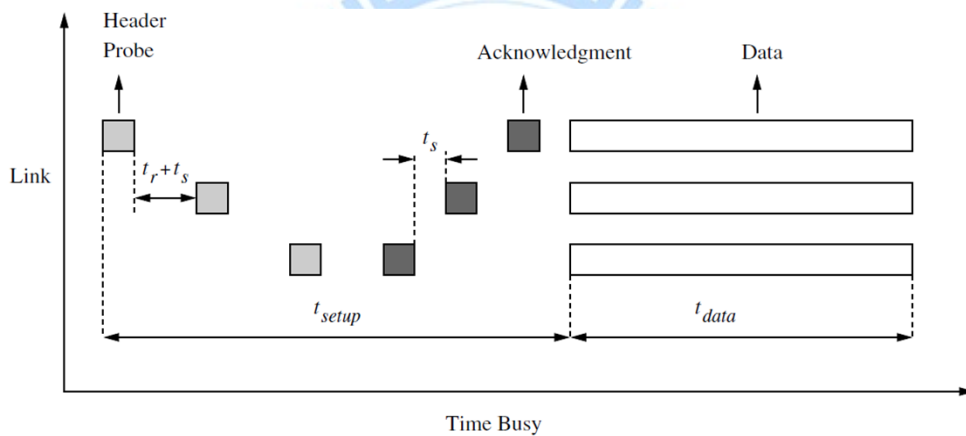 Header
Probe
Acknowledgment
Data
t_s
Link
t_r+t_s
t_setup
t_data
Time Busy